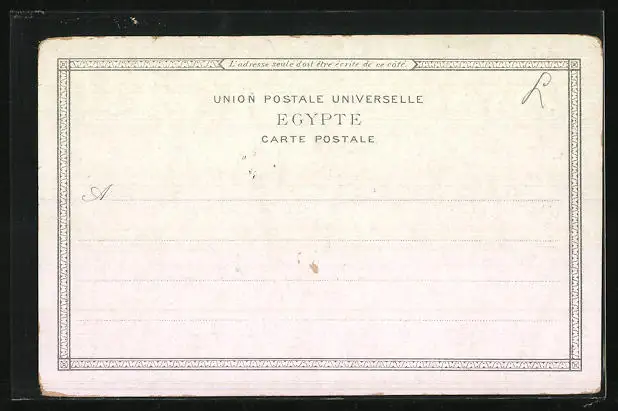 L'adresse seule doit être écrite de ce côté.
UNION POSTALE UNIVERSELLE
EGYPTE
CARTE POSTALE
A